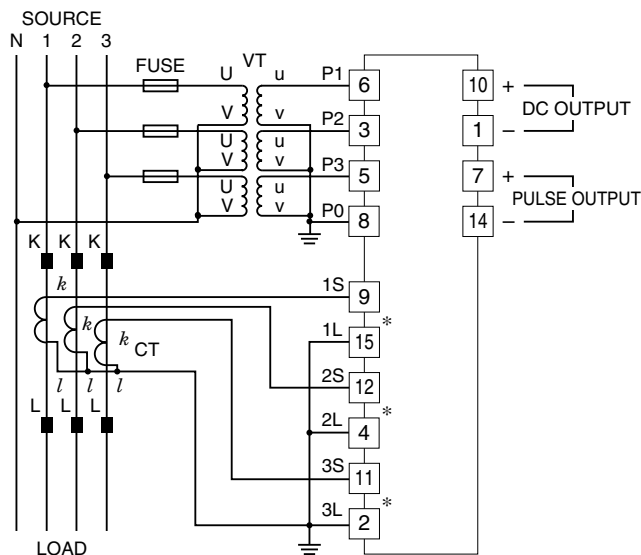 SOURCE
N 1 2 3
FUSE
VT
U u P1 6 10 + DC OUTPUT
V v P2 3 1 −
U u
V v P3 5 7 + PULSE OUTPUT
U u
V v P0 8 14 −
K K K
k 1S 9
k
k CT 1L 15 *
l l l 2S 12
L L L 2L 4 *
3S 11
3L 2 *
LOAD